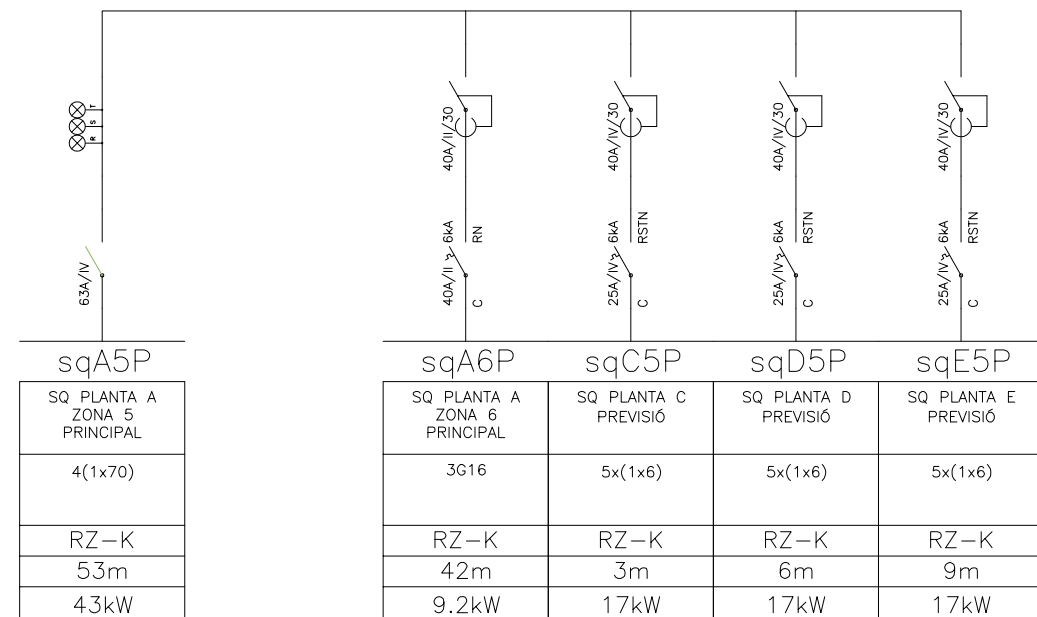 T
S
R
63A/IV
40A/II/30
40A/II 6kA
RN
C
40A/IV/30
25A/IV 6kA
RSTN
C
40A/IV/30
25A/IV 6kA
RSTN
C
40A/IV/30
25A/IV 6kA
RSTN
C
sqA5P sqA6P sqC5P sqD5P sqE5P
SQ PLANTA A SQ PLANTA A SQ PLANTA C SQ PLANTA D SQ PLANTA E
ZONA 5 ZONA 6 PREVISIÓ PREVISIÓ PREVISIÓ
PRINCIPAL PRINCIPAL
4(1x70) 3G16 5x(1x6) 5x(1x6) 5x(1x6)
RZ-K RZ-K RZ-K RZ-K RZ-K
53m 42m 3m 6m 9m
43kW 9.2kW 17kW 17kW 17kW